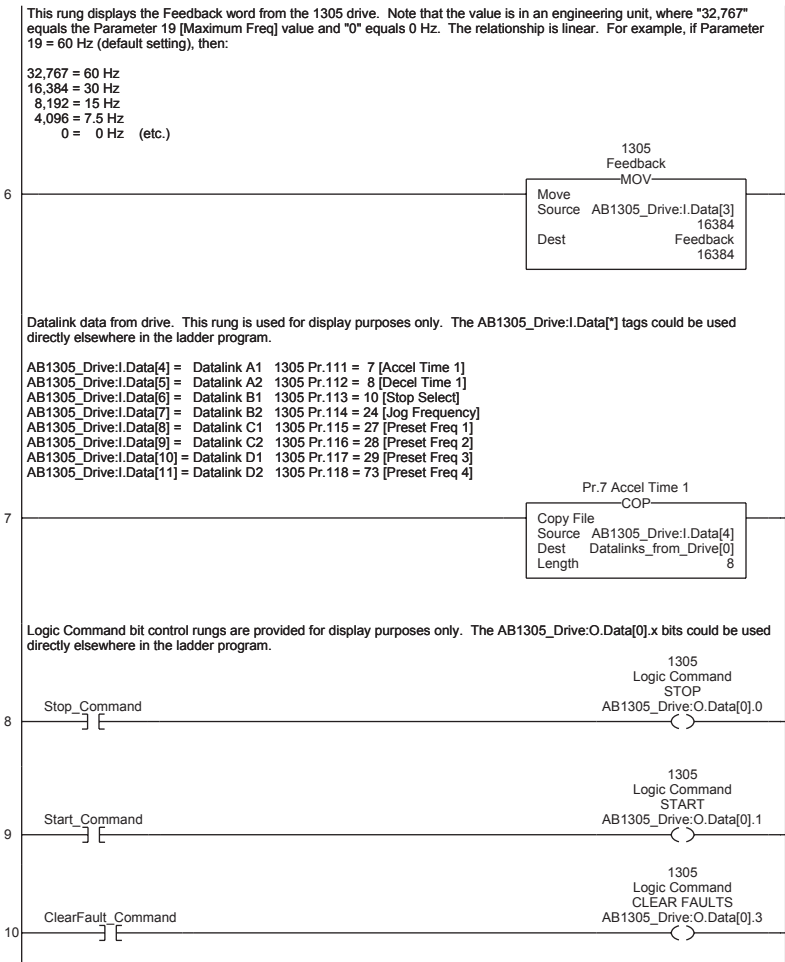 This rung displays the Feedback word from the 1305 drive.  Note that the value is in an engineering unit, where "32,767"
equals the Parameter 19 [Maximum Freq] value and "0" equals 0 Hz.  The relationship is linear.  For example, if Parameter
19 = 60 Hz (default setting), then:
32,767 = 60 Hz
16,384 = 30 Hz
8,192 = 15 Hz
4,096 = 7.5 Hz
0 =   0 Hz   (etc.)
1305
Feedback
MOV
6
Move
Source AB1305_Drive:I.Data[3]
16384
Dest Feedback
16384
Datalink data from drive.  This rung is used for display purposes only.  The AB1305_Drive:I.Data[*] tags could be used
directly elsewhere in the ladder program.
AB1305_Drive:I.Data[4] =   Datalink A1   1305 Pr.111 =  7 [Accel Time 1]
AB1305_Drive:I.Data[5] =   Datalink A2   1305 Pr.112 =  8 [Decel Time 1]
AB1305_Drive:I.Data[6] =   Datalink B1   1305 Pr.113 = 10 [Stop Select]
AB1305_Drive:I.Data[7] =   Datalink B2   1305 Pr.114 = 24 [Jog Frequency]
AB1305_Drive:I.Data[8] =   Datalink C1   1305 Pr.115 = 27 [Preset Freq 1]
AB1305_Drive:I.Data[9] =   Datalink C2   1305 Pr.116 = 28 [Preset Freq 2]
AB1305_Drive:I.Data[10] = Datalink D1   1305 Pr.117 = 29 [Preset Freq 3]
AB1305_Drive:I.Data[11] = Datalink D2   1305 Pr.118 = 73 [Preset Freq 4]
Pr.7 Accel Time 1
COP
7
Copy File
Source AB1305_Drive:I.Data[4]
Dest Datalinks_from_Drive[0]
Length 8
Logic Command bit control rungs are provided for display purposes only.  The AB1305_Drive:O.Data[0].x bits could be used
directly elsewhere in the ladder program.
1305
Logic Command
STOP
Stop_Command AB1305_Drive:O.Data[0].0
8
1305
Logic Command
START
Start_Command AB1305_Drive:O.Data[0].1
9
1305
Logic Command
CLEAR FAULTS
ClearFault_Command AB1305_Drive:O.Data[0].3
10